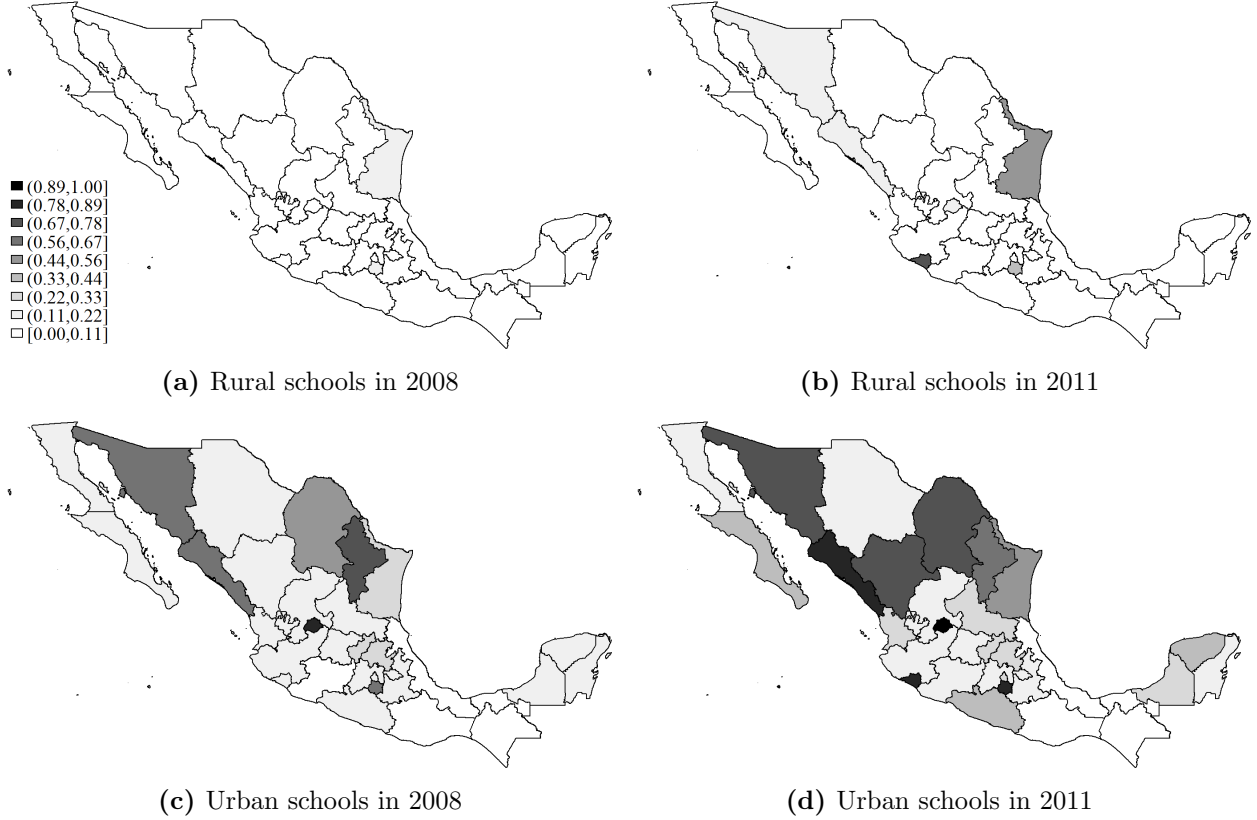 (0.89,1.00]
(0.78,0.89]
(0.67,0.78]
(0.56,0.67]
(0.44,0.56]
(0.33,0.44]
(0.22,0.33]
(0.11,0.22]
[0.00,0.11]
(a) Rural schools in 2008
(b) Rural schools in 2011
(c) Urban schools in 2008
(d) Urban schools in 2011